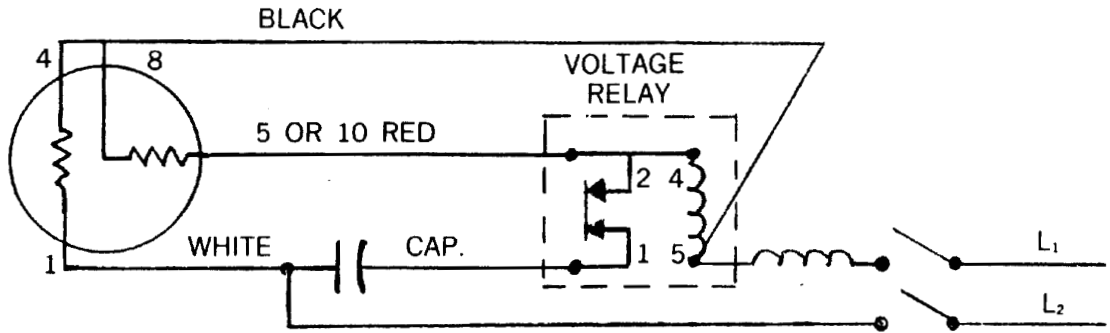 BLACK
4
8
VOLTAGE
RELAY
5 OR 10 RED
2
4
1
WHITE
CAP.
1
5
L₁
L₂